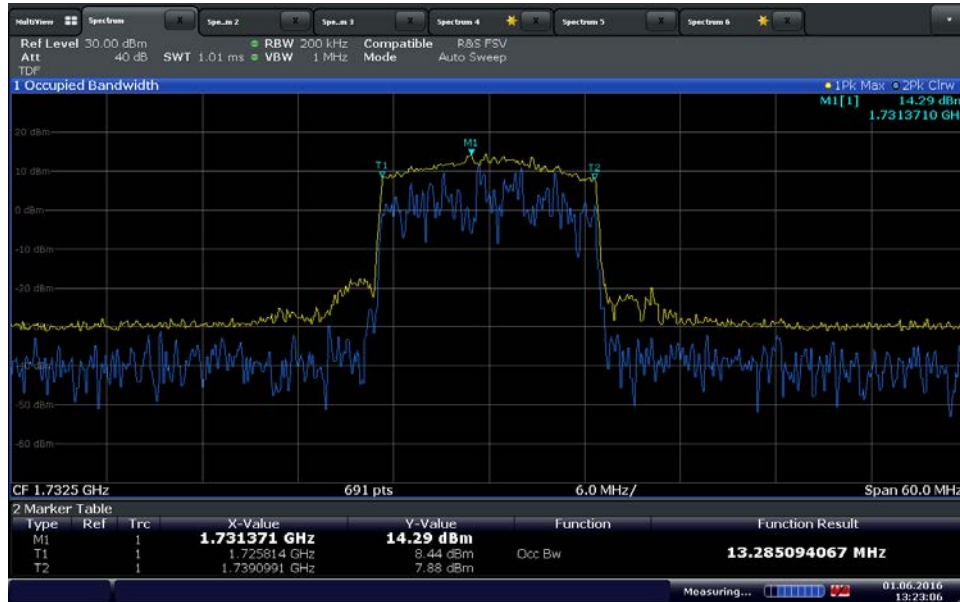 MultiView Spectrum X Spe...m 2 X Spe...m 3 X Spectrum 4 X Spectrum 5 X Spectrum 6 X
Ref Level 30.00 dBm RBW 200 kHz Compatible R&S FSV
Att 40 dB SWT 1.01 ms VBW 1 MHz Mode Auto Sweep
TDF
1 Occupied Bandwidth 1Pk Max 2Pk Clrw
M1[1] 14.29 dBm
1.7313710 GH
20 dBm
M1
T1 T2
10 dBm
0 dBm
-10 dBm
-20 dBm
-50 dBm
-60 dBm
CF 1.7325 GHz 691 pts 6.0 MHz/ Span 60.0 MHz
2 Marker Table
Type Ref Trc X-Value Y-Value Function Function Result
M1 1 1.731371 GHz 14.29 dBm
T1 1 1.725814 GHz 8.44 dBm Occ Bw 13.285094067 MHz
T2 1 1.7390991 GHz 7.88 dBm
Measuring... 01.06.2016
13:23:06